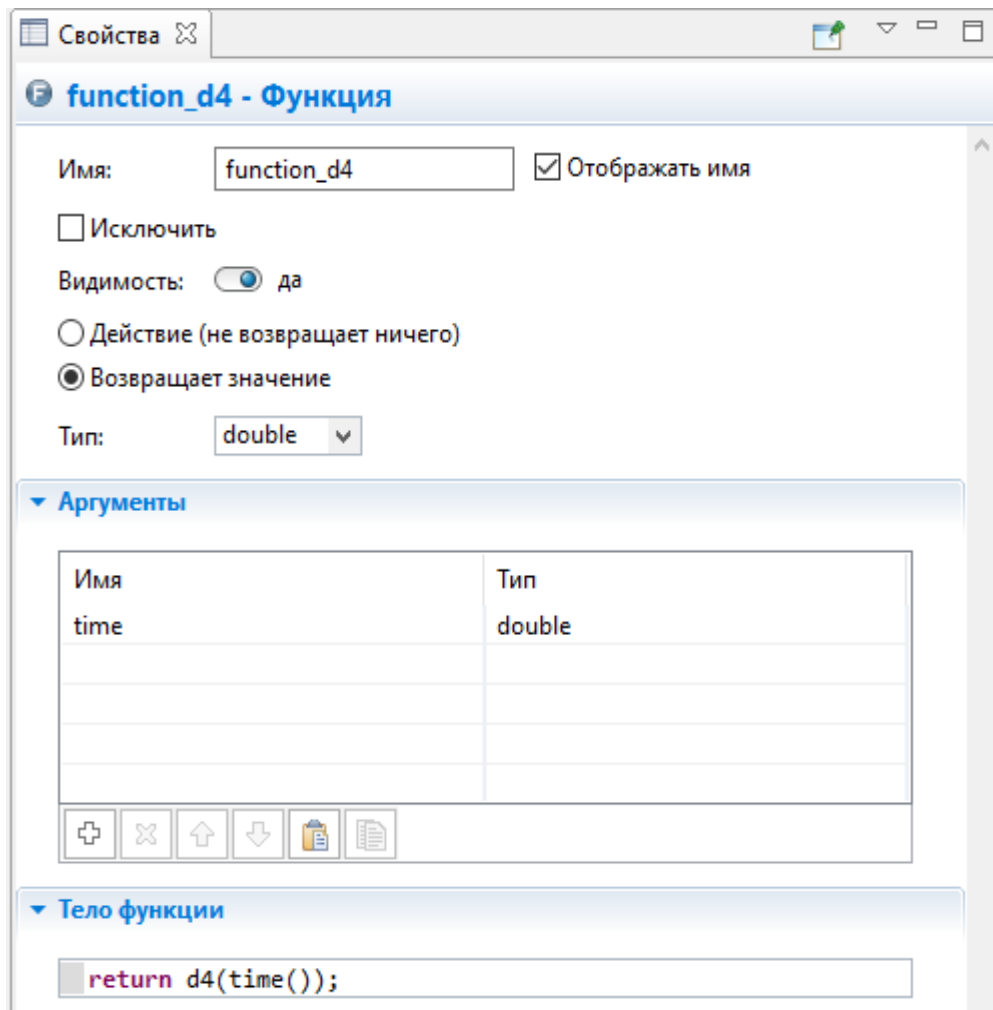 Свойства
function_d4 - Функция
Имя: function_d4 Отображать имя
Исключить
Видимость: да
Действие (не возвращает ничего)
Возвращает значение
Тип: double
Аргументы
Имя Тип
time double
Тело функции
return d4(time());